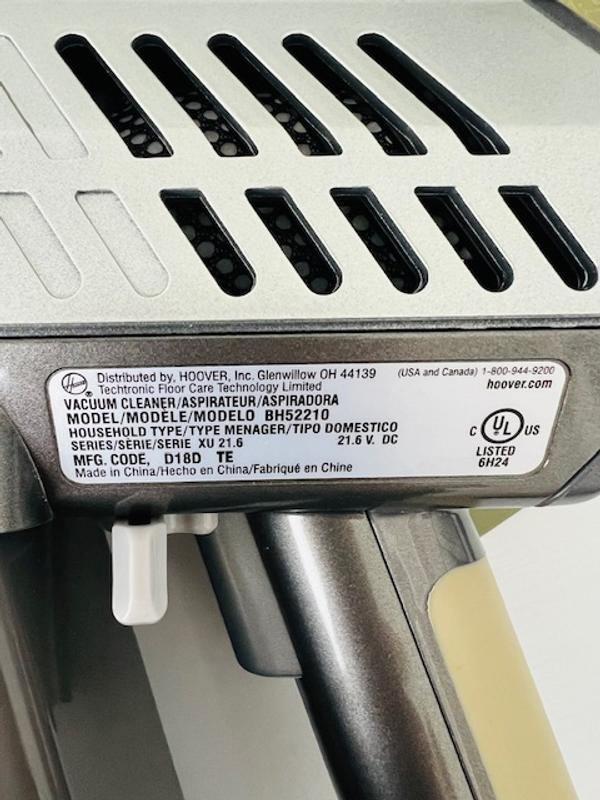 Hoover
®
Distributed by, HOOVER, Inc. Glenwillow OH 44139
Techtronic Floor Care Technology Limited
(USA and Canada) 1-800-944-9200
hoover.com
VACUUM CLEANER/ASPIRATEUR/ASPIRADORA
MODEL/MODÈLE/MODELO BH52210
HOUSEHOLD TYPE/TYPE MENAGER/TIPO DOMESTICO
SERIES/SÉRIE/SERIE XU 21.6 21.6 V. DC
MFG. CODE, D18D TE
Made in China/Hecho en China/Fabriqué en Chine
C UL US
LISTED
6H24